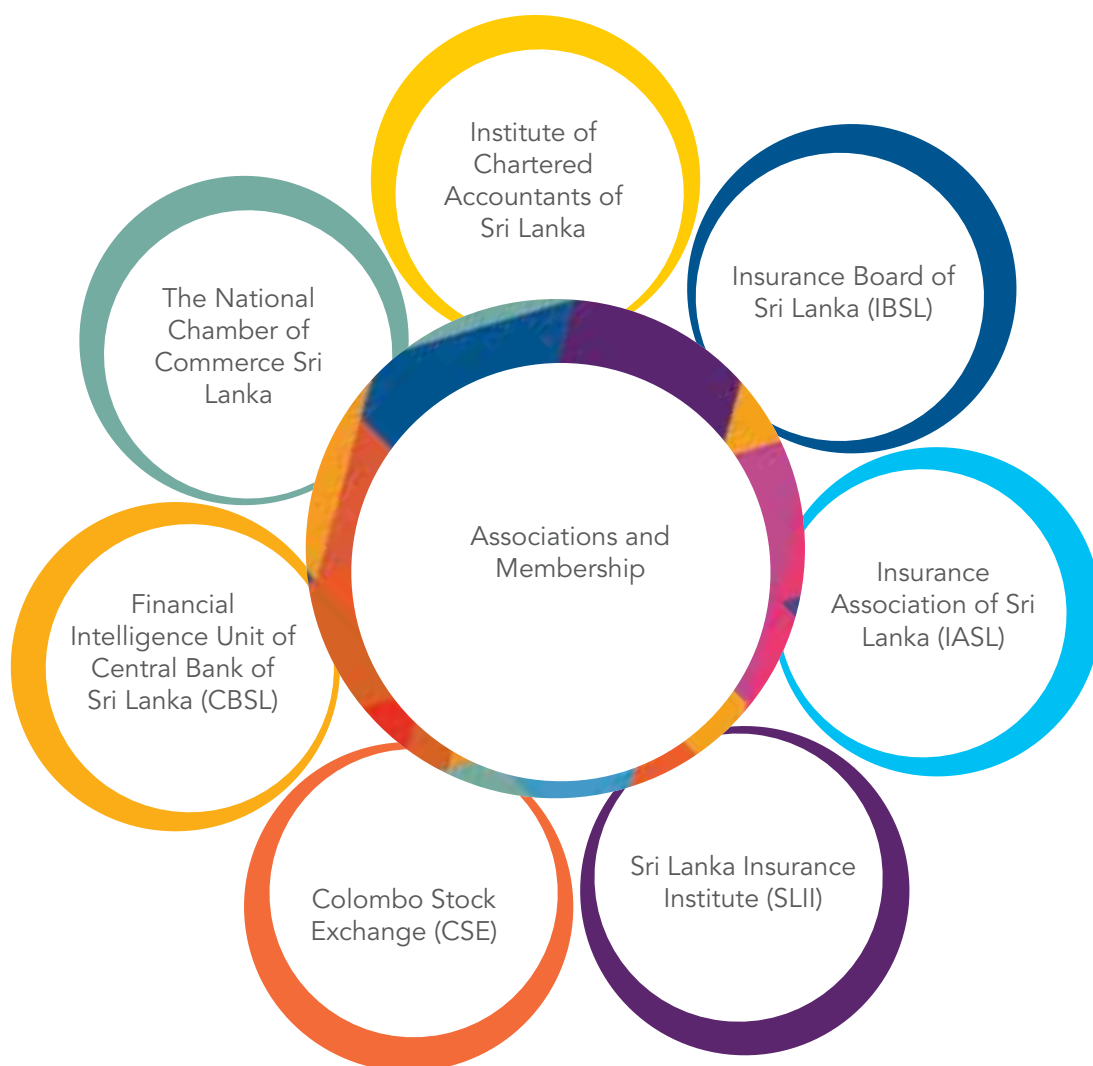 Institute of
Chartered
Accountants of
Sri Lanka
Insurance Board of
Sri Lanka (IBSL)
The National
Chamber of
Commerce Sri
Lanka
Associations and
Membership
Insurance
Association of Sri
Lanka (IASL)
Financial
Intelligence Unit of
Central Bank of
Sri Lanka (CBSL)
Sri Lanka Insurance
Institute (SLII)
Colombo Stock
Exchange (CSE)